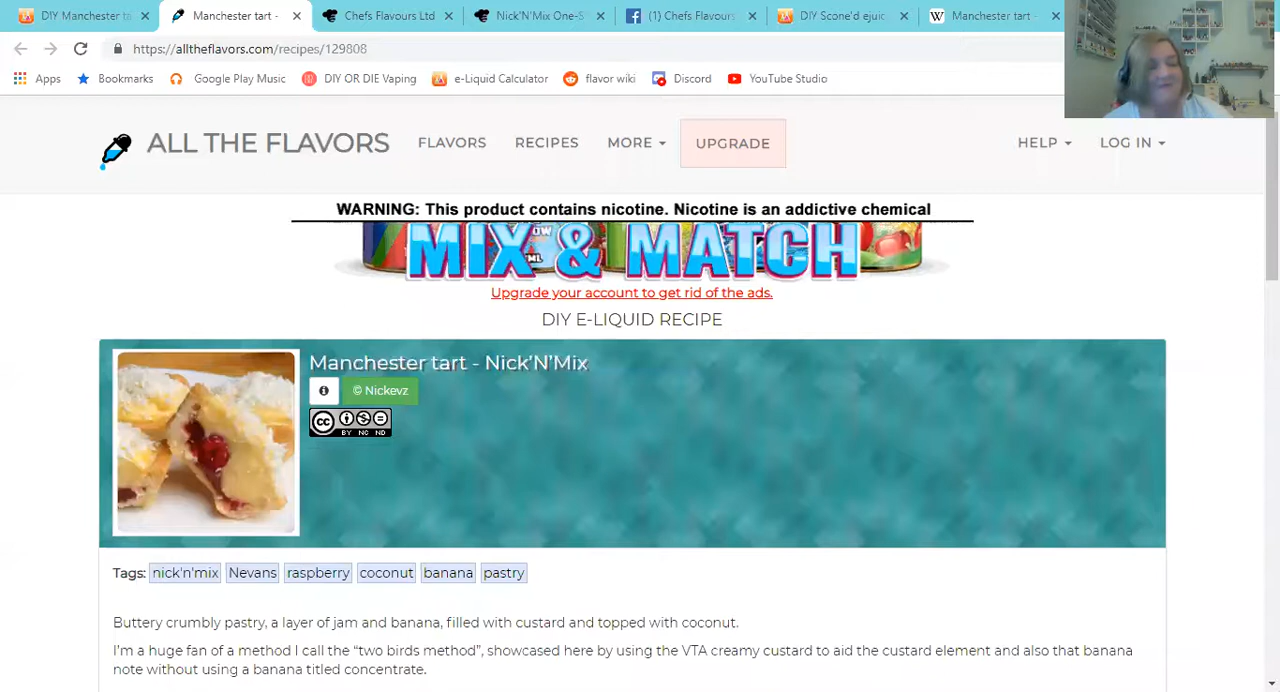 DIY Manchester ta
Manchester tart -
Chefs Flavours Ltd
Nick'N'Mix One-S
(1) Chefs Flavours
DIY Scone'd ejuic
Manchester tart -
https://alltheflavors.com/recipes/129808
Apps
Bookmarks
Google Play Music
DIY OR DIE Vaping
e-Liquid Calculator
flavor wiki
Discord
YouTube Studio
ALL THE FLAVORS
FLAVORS
RECIPES
MORE
UPGRADE
HELP
LOG IN
WARNING: This product contains nicotine. Nicotine is an addictive chemical
MIX & MATCH
Upgrade your account to get rid of the ads.
DIY E-LIQUID RECIPE
Manchester tart - Nick'N'Mix
© Nickevz
CC BY NC ND
Tags: nick'n'mix Nevans raspberry coconut banana pastry
Buttery crumbly pastry, a layer of jam and banana, filled with custard and topped with coconut.
I'm a huge fan of a method I call the “two birds method”, showcased here by using the VTA creamy custard to aid the custard element and also that banana
note without using a banana titled concentrate.